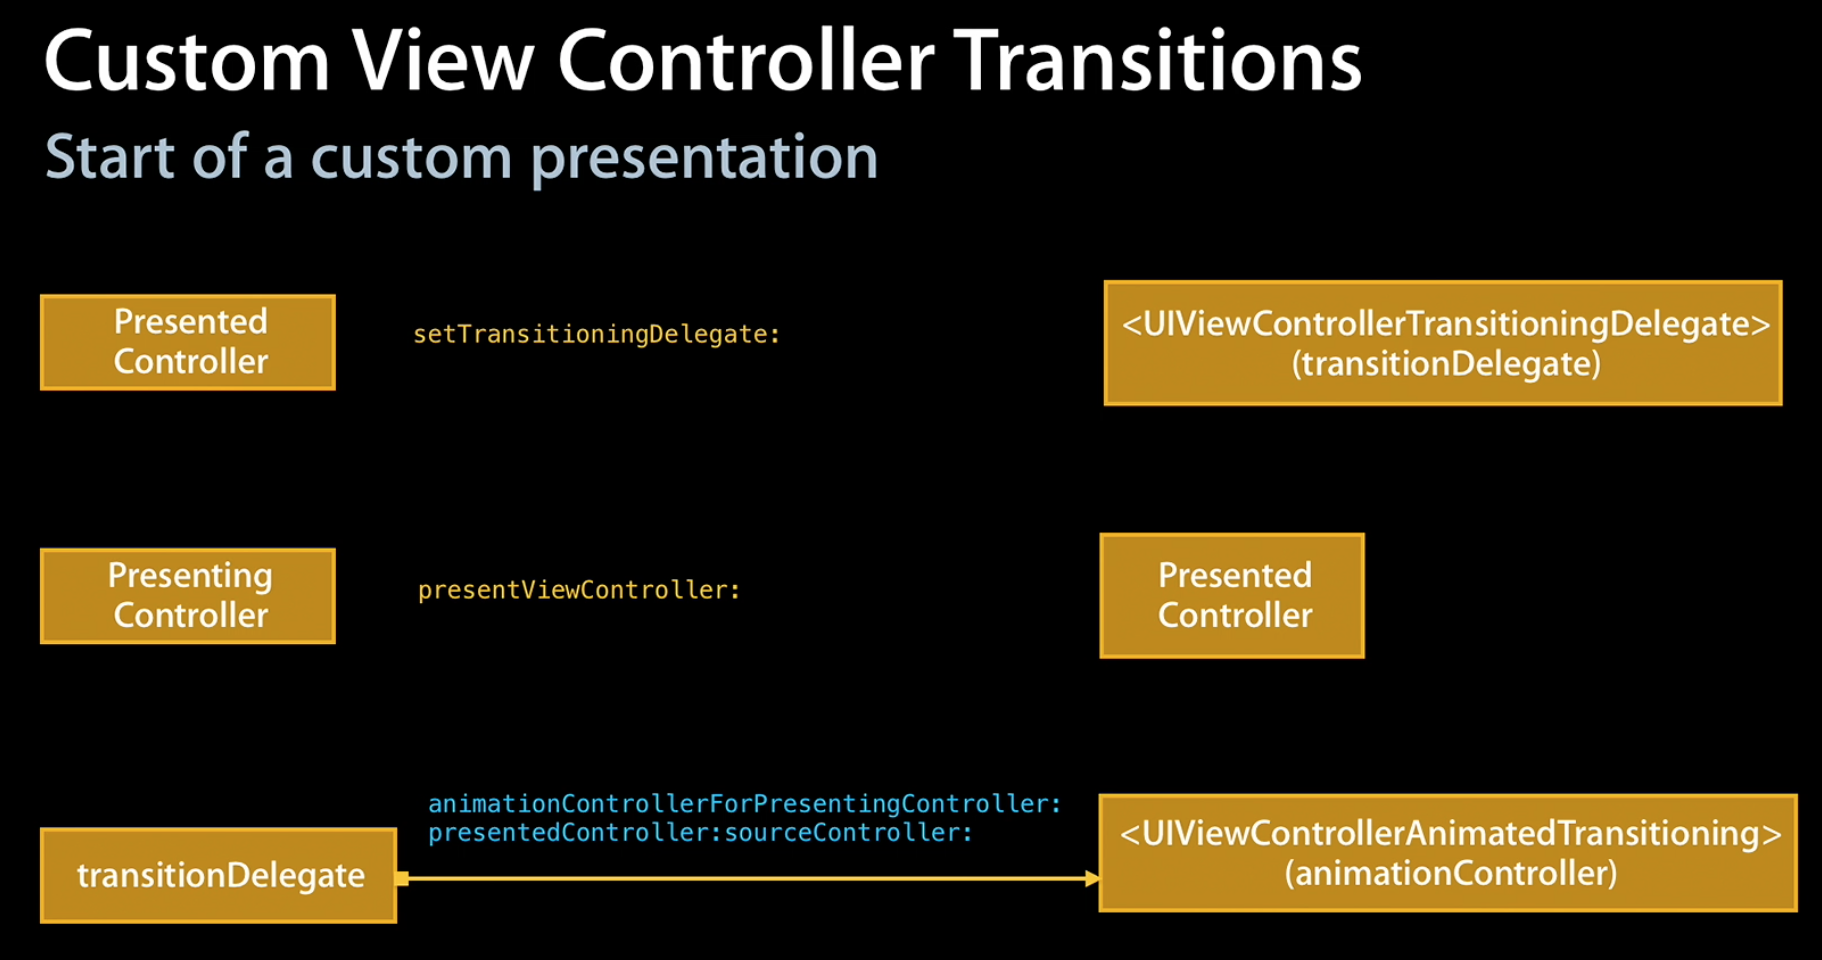 Custom View Controller Transitions
Start of a custom presentation
Presented
Controller
setTransitioningDelegate:
<UIViewControllerTransitioningDelegate>
(transitionDelegate)
Presenting
Controller
presentViewController:
Presented
Controller
transitionDelegate
animationControllerForPresentingController:
presentedController:sourceController:
<UIViewControllerAnimatedTransitioning>
(animationController)